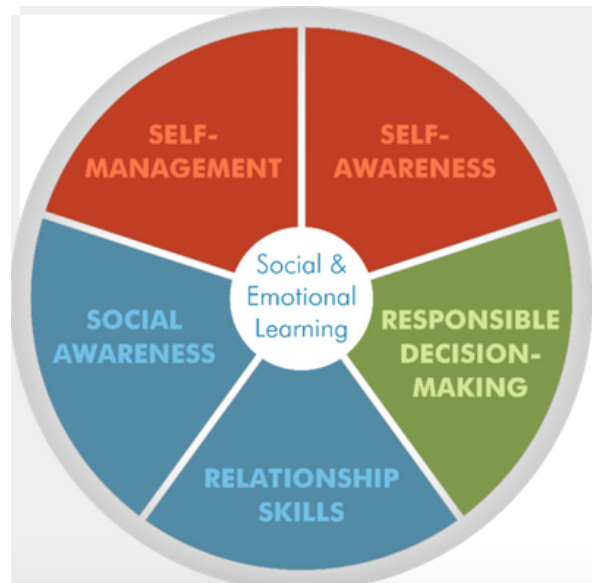 SELF-
MANAGEMENT
SELF-
AWARENESS
Social &
Emotional
Learning
SOCIAL
AWARENESS
RESPONSIBLE
DECISION-
MAKING
RELATIONSHIP
SKILLS